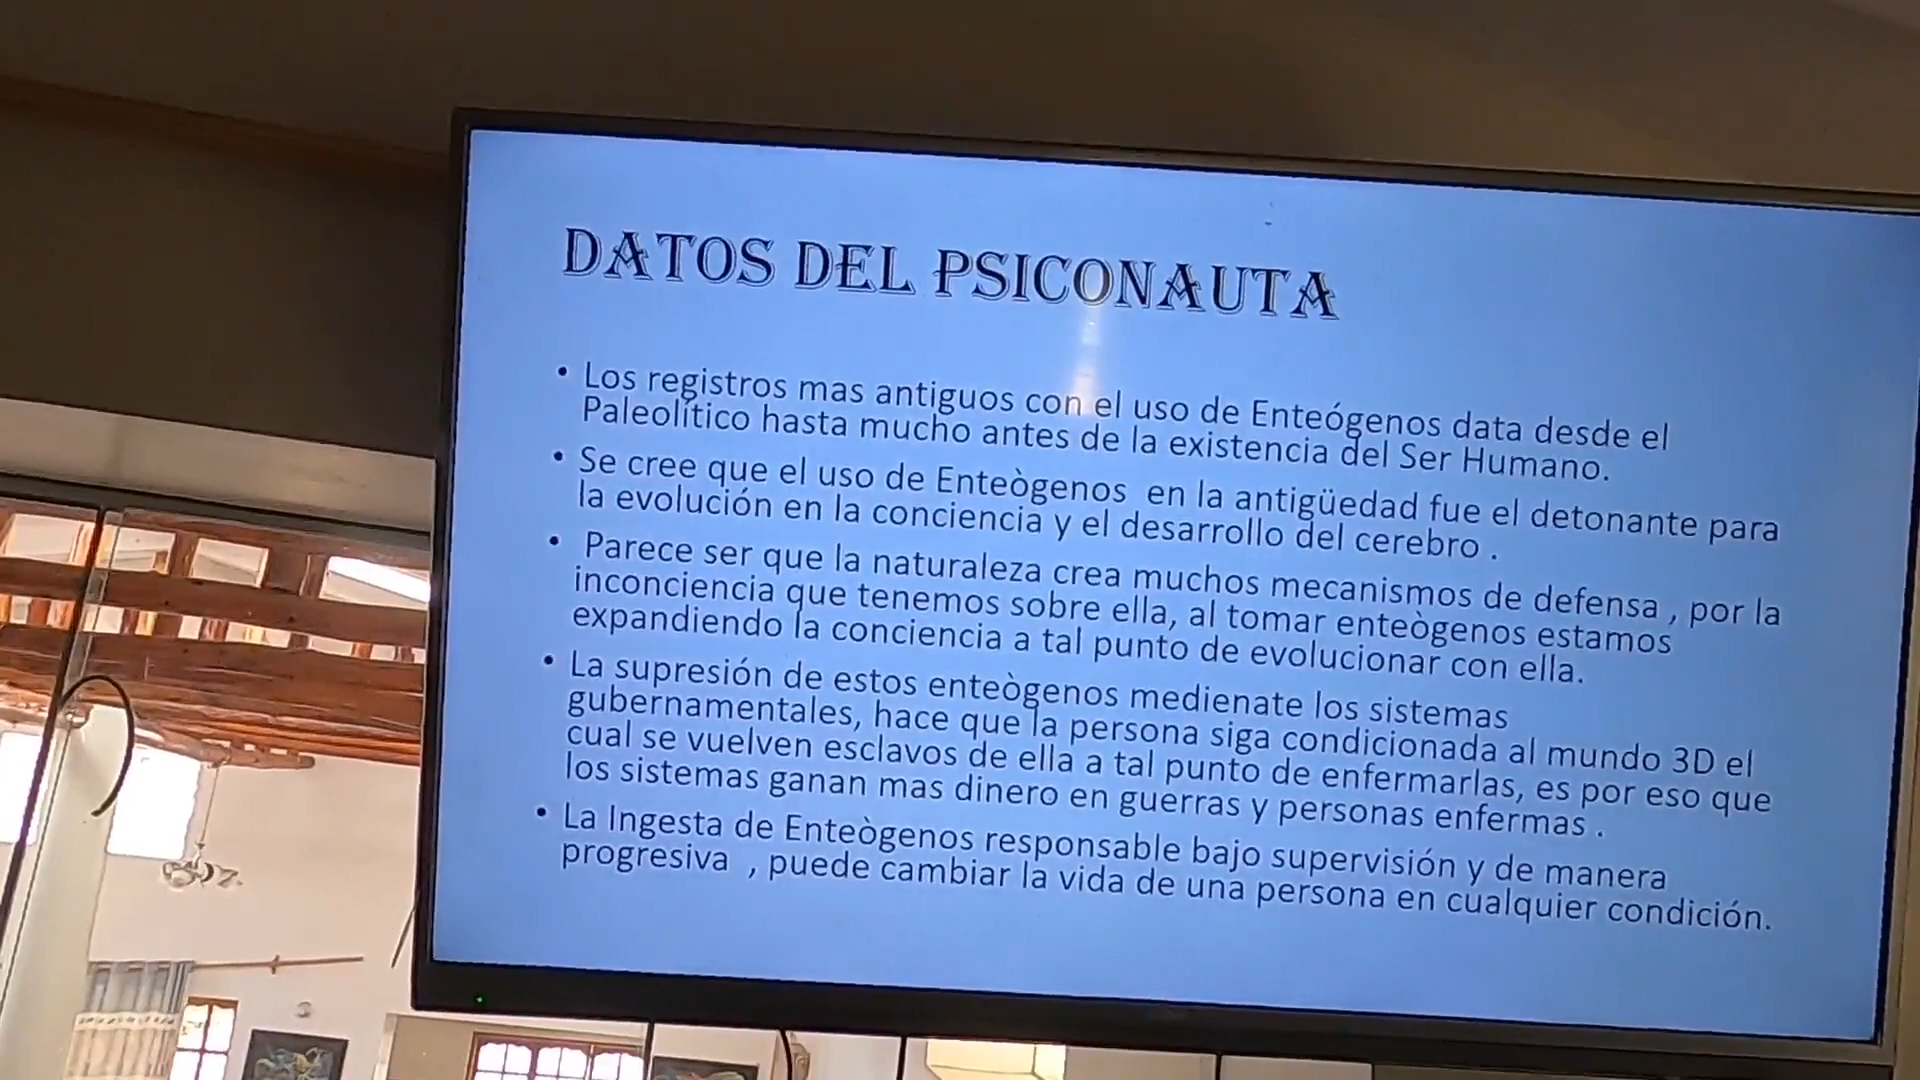 DATOS DEL PSICONAUTA
• Los registros mas antiguos con el uso de Enteógenos data desde el
Paleolítico hasta mucho antes de la existencia del Ser Humano.
• Se cree que el uso de Enteògenos en la antigüedad fue el detonante para
la evolución en la conciencia y el desarrollo del cerebro .
• Parece ser que la naturaleza crea muchos mecanismos de defensa , por la
inconciencia que tenemos sobre ella, al tomar enteògenos estamos
expandiendo la conciencia a tal punto de evolucionar con ella.
• La supresión de estos enteògenos medienate los sistemas
gubernamentales, hace que la persona siga condicionada al mundo 3D el
cual se vuelven esclavos de ella a tal punto de enfermarlas, es por eso que
los sistemas ganan mas dinero en guerras y personas enfermas .
• La Ingesta de Enteògenos responsable bajo supervisión y de manera
progresiva , puede cambiar la vida de una persona en cualquier condición.